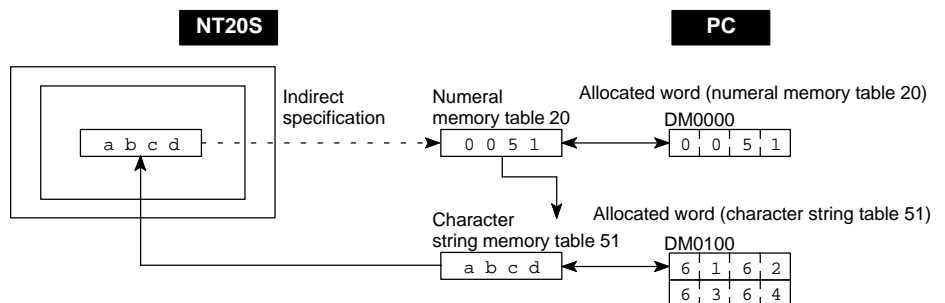 NT20S
PC
Indirect
specification
Numeral
memory table 20
Allocated word (numeral memory table 20)
DM0000
a b c d
0 0 5 1
0 0 5 1
Character
string memory table 51
Allocated word (character string table 51)
DM0100
a b c d
6 1 6 2
6 3 6 4